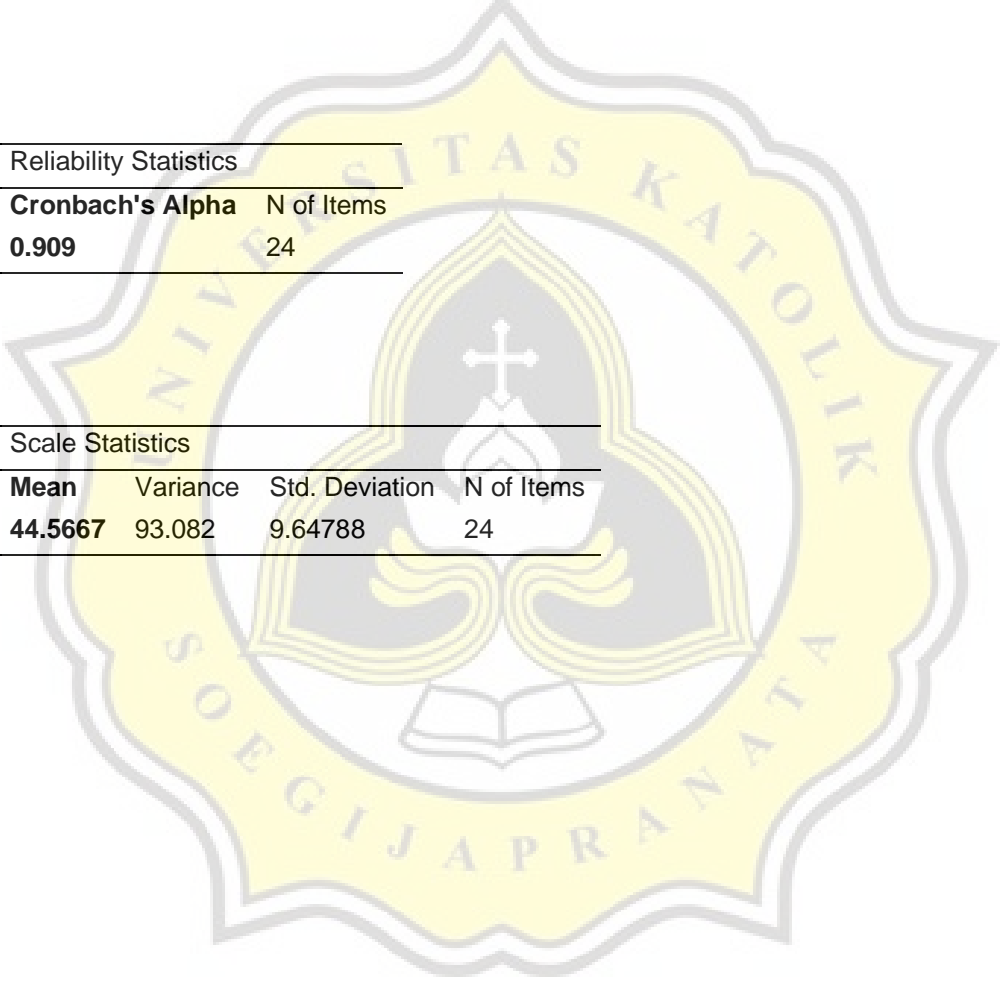 Reliability Statistics
Cronbach's Alpha N of Items
0.909 24
Scale Statistics
Mean Variance Std. Deviation N of Items
44.5667 93.082 9.64788 24
UNIVERSITAS KATOLIK
SOEGIJAPRANATA